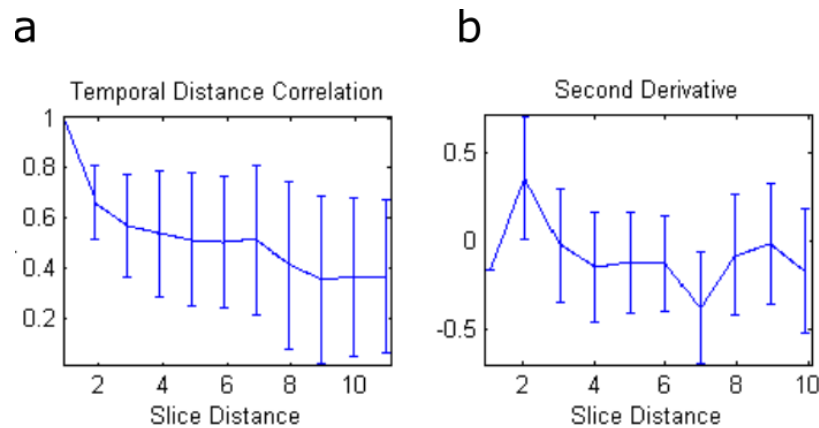 a
b
Temporal Distance Correlation
Second Derivative
1
0.8
0.6
0.4
0.2
2 4 6 8 10
Slice Distance
0.5
0
-0.5
2 4 6 8 10
Slice Distance